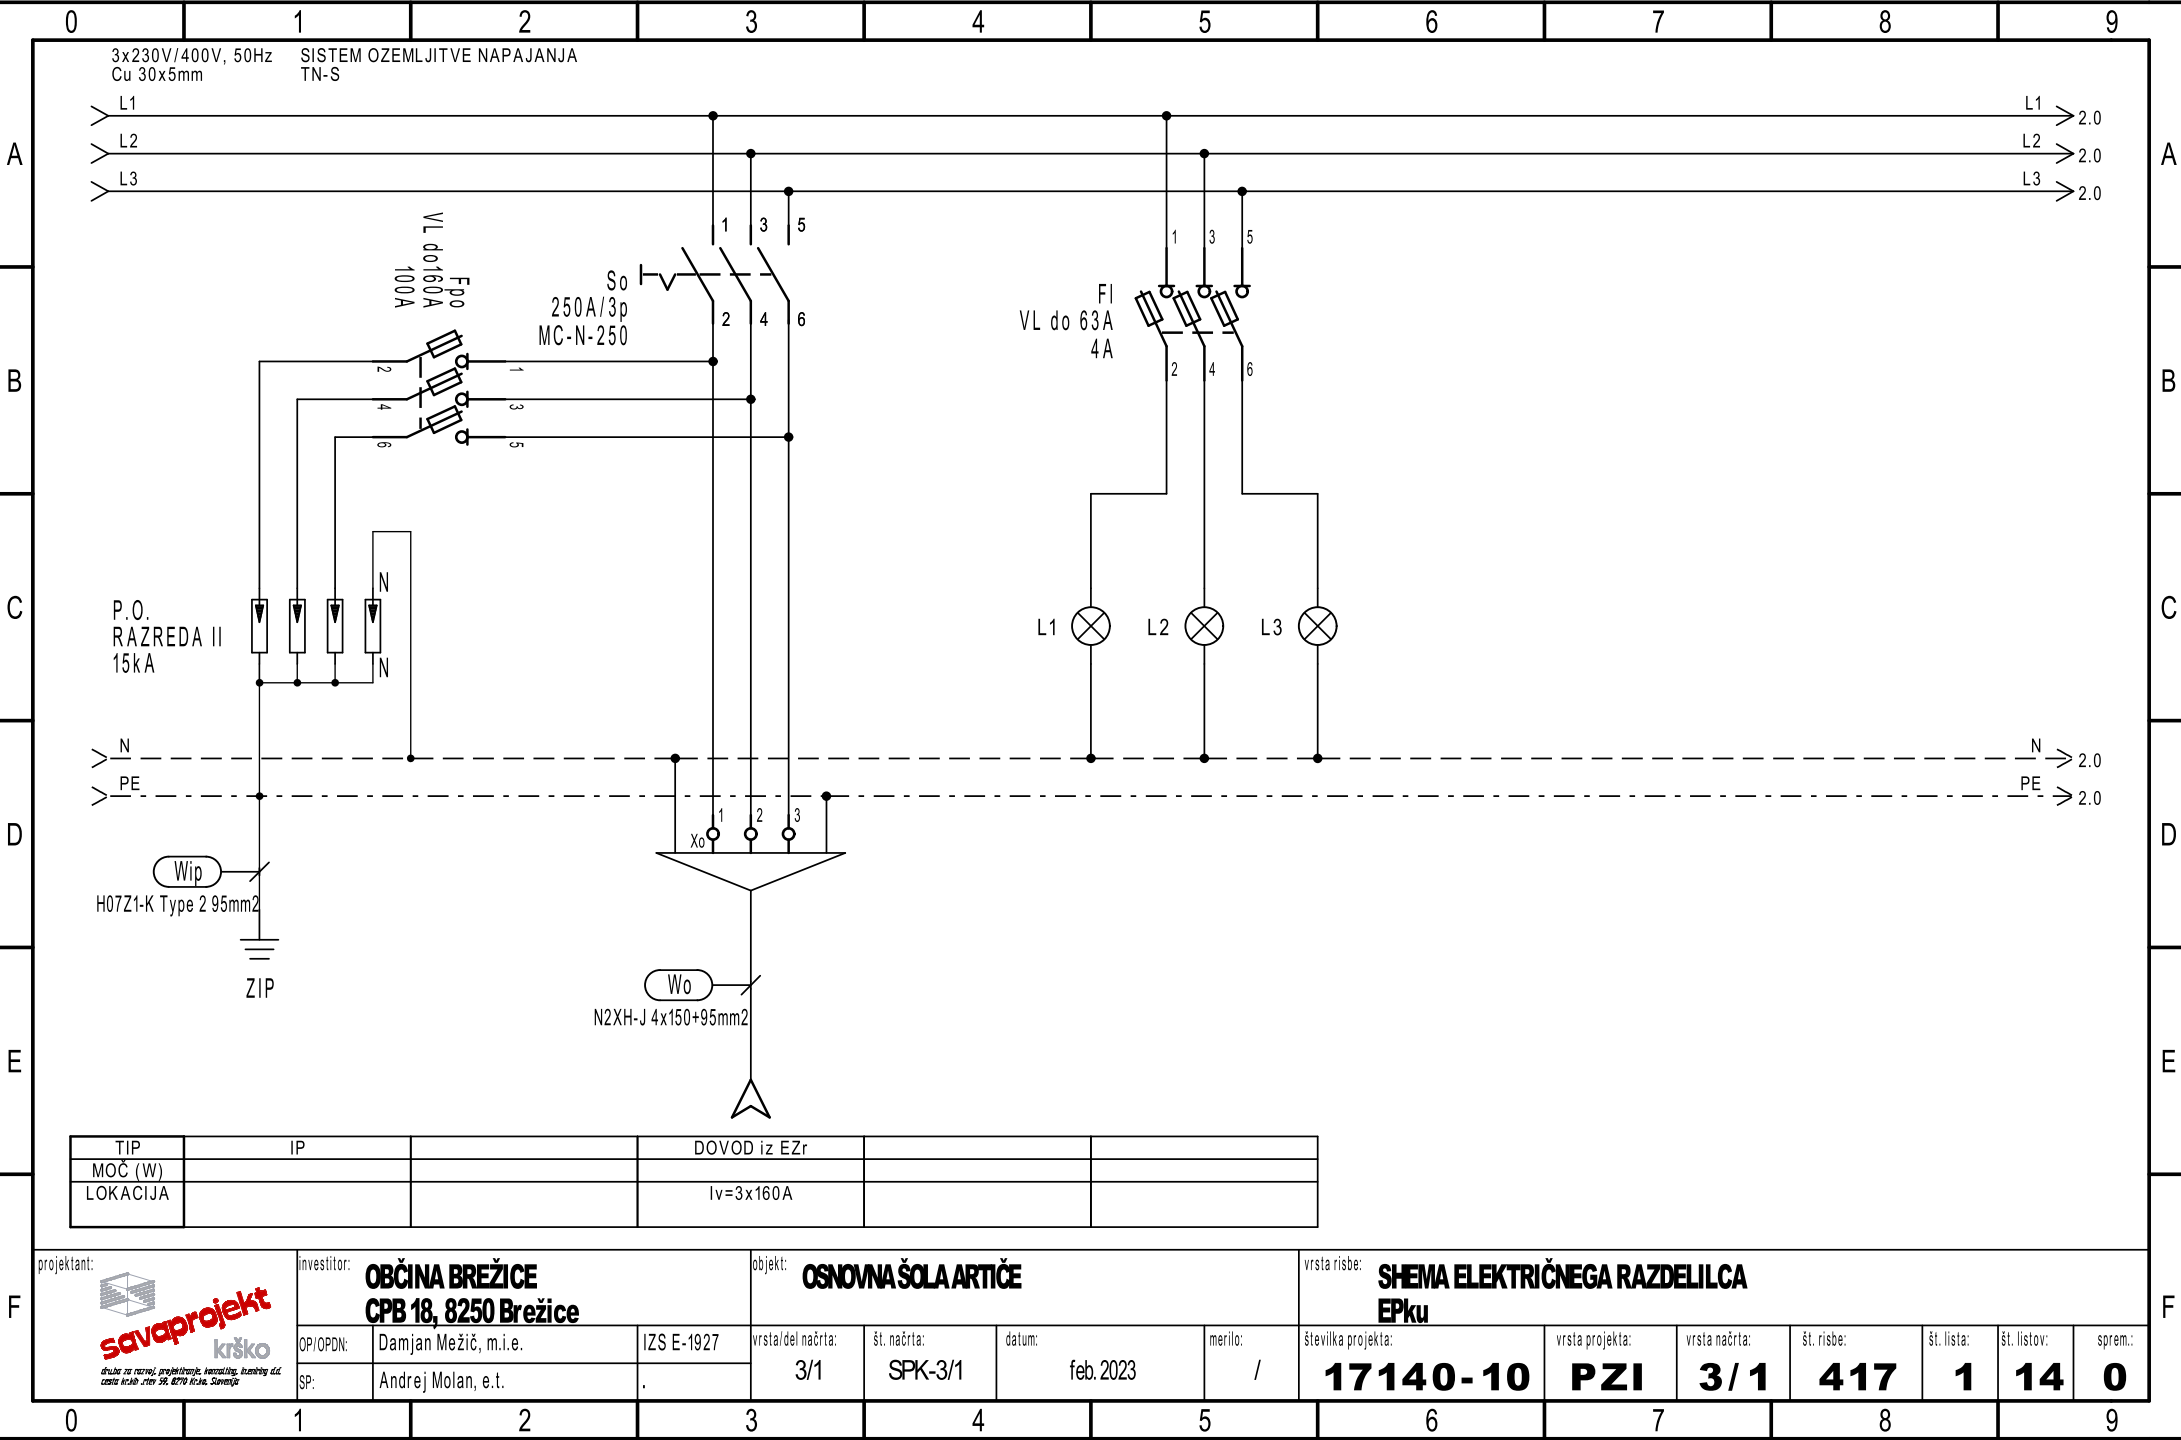 0 1 2 3 4 5 6 7 8 9
3x230V/400V, 50Hz SISTEM OZEMLJITVE NAPAJANJA
Cu 30x5mm TN-S
L1 L1 2.0
L2 L2 2.0
A A
L3 L3 2.0
1 3 5
1 3 5
Fpo
VL do160A
100A
So
250A/3p
MC-N-250
2 4 6
FI
VL do 63A
4A
2 4 6
B B
2 1
4 3
6 5
C C
N
P.O.
RAZREDA II
15kA
N
L1 L2 L3
N N 2.0
PE PE 2.0
D D
Xo 1 2 3
Wip
H07Z1-K Type 2 95mm2
ZIP
Wo
N2XH-J 4x150+95mm2
E E
TIP IP DOVOD iz EZr
MOČ (W)
LOKACIJA Iv=3x160A
F F
projektant:
savaprojekt
krško
investitor: OBČINA BREŽICE
CPB 18, 8250 Brežice
objekt: OSNOVNA ŠOLA ARTIČE
vrsta risbe: SHEMA ELEKTRIČNEGA RAZDELILCA
EPku
OP/OPDN: Damjan Mežič, m.i.e. IZS E-1927
SP: Andrej Molan, e.t. .
vrsta/del načrta: 3/1
št. načrta: SPK-3/1
datum: feb. 2023
merilo: /
številka projekta: 17140-10
vrsta projekta: PZI
vrsta načrta: 3/1
št. risbe: 417
št. lista: 1
št. listov: 14
sprem.: 0
0 1 2 3 4 5 6 7 8 9